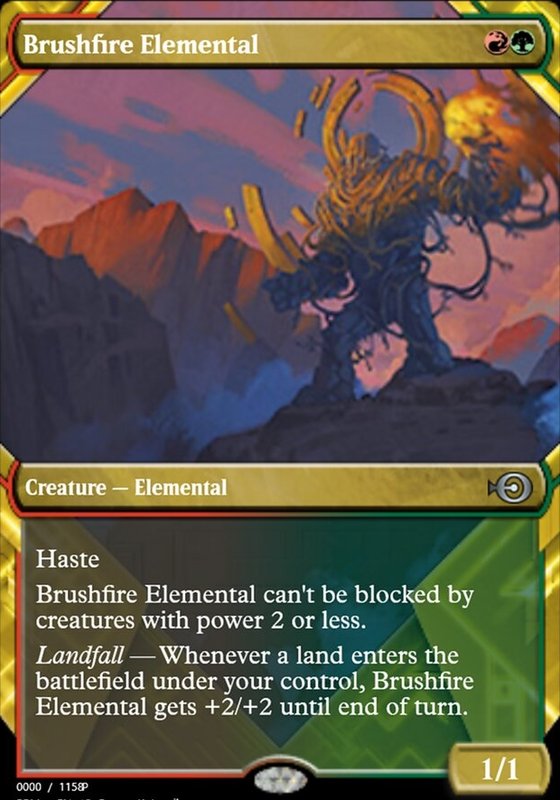 Brushfire Elemental
Creature — Elemental
Haste
Brushfire Elemental can't be blocked by
creatures with power 2 or less.
Landfall — Whenever a land enters the
battlefield under your control, Brushfire
Elemental gets +2/+2 until end of turn.
1/1
0000 / 1158P